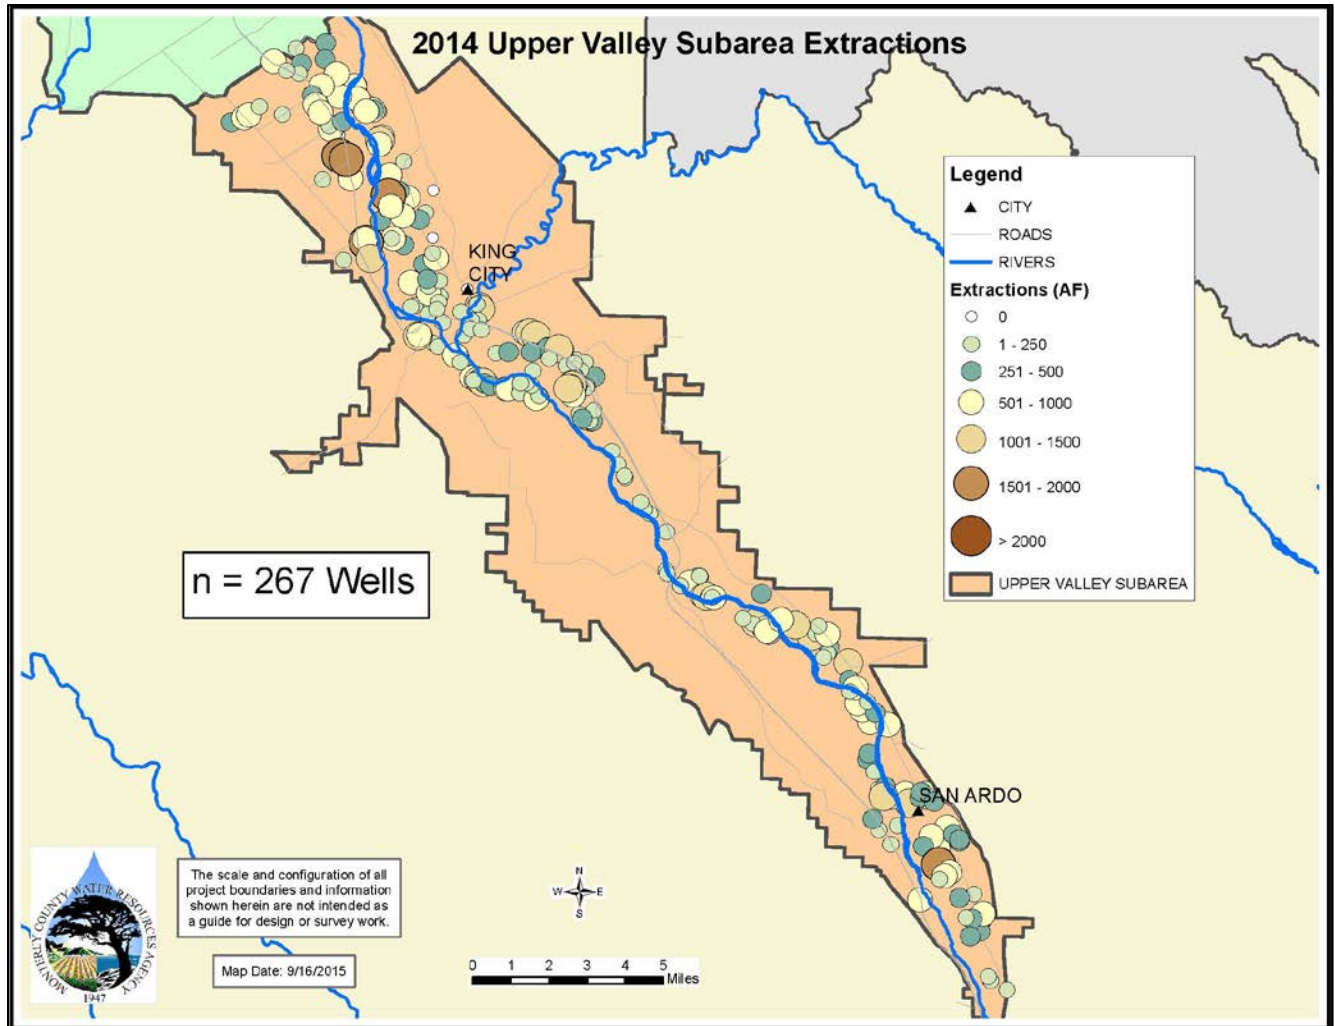 2014 Upper Valley Subarea Extractions
Legend
CITY
ROADS
RIVERS
Extractions (AF)
0
1 - 250
251 - 500
501 - 1000
1001 - 1500
1501 - 2000
> 2000
UPPER VALLEY SUBAREA
KING
CITY
n = 267 Wells
SAN ARDO
MONTEREY COUNTY WATER RESOURCES AGENCY
1947
The scale and configuration of all
project boundaries and information
shown herein are not intended as
a guide for design or survey work.
Map Date: 9/16/2015
N
W E
S
0 1 2 3 4 5
Miles